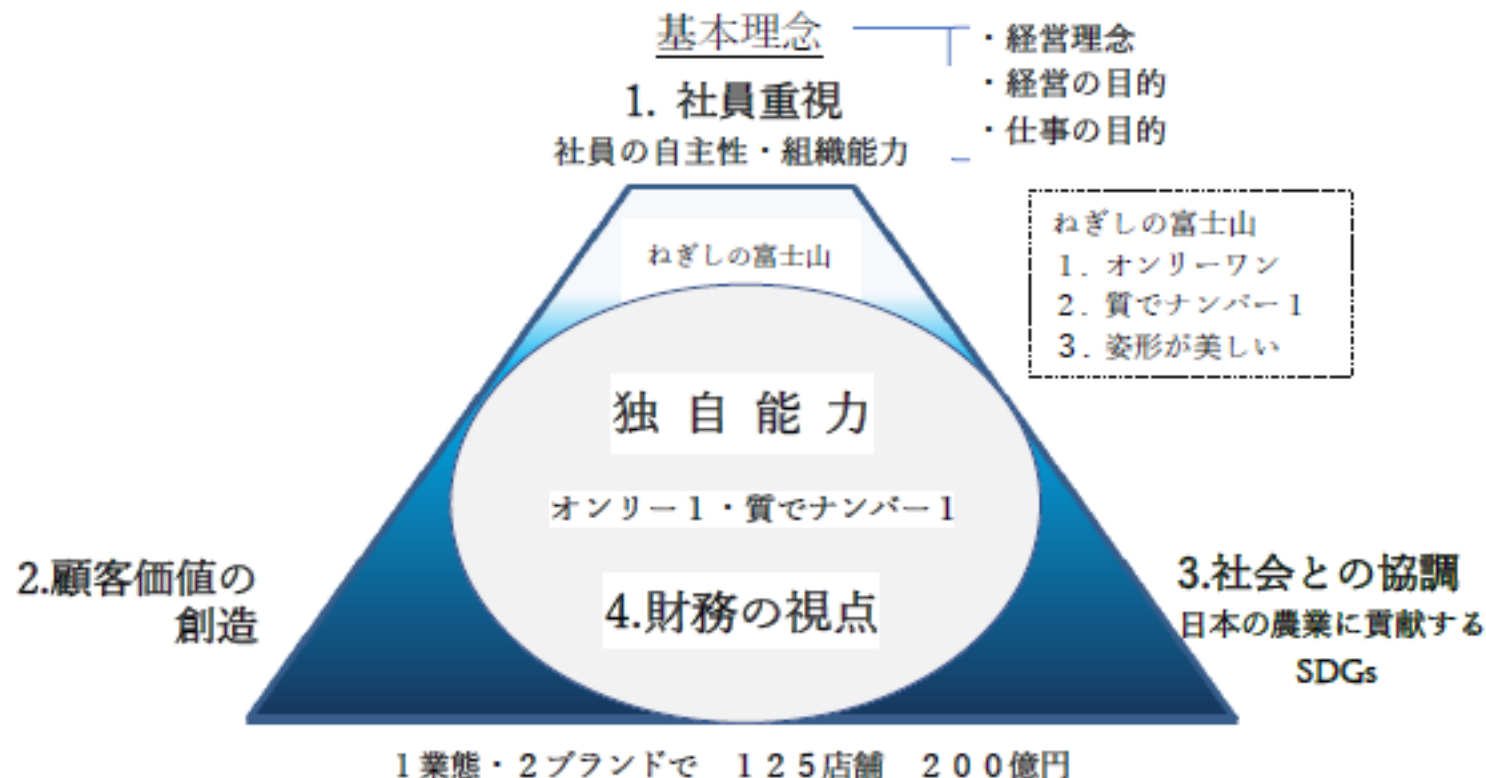 基本理念
・経営理念
・経営の目的
・仕事の目的
1. 社員重視
社員の自主性・組織能力
ねぎしの富士山
1. オンリーワン
2. 質でナンバー1
3. 姿形が美しい
ねぎしの富士山
独自能力
オンリー1・質でナンバー1
4.財務の視点
2.顧客価値の
創造
3.社会との協調
日本の農業に貢献する
SDGs
1業態・2ブランドで　125店舗　200億円